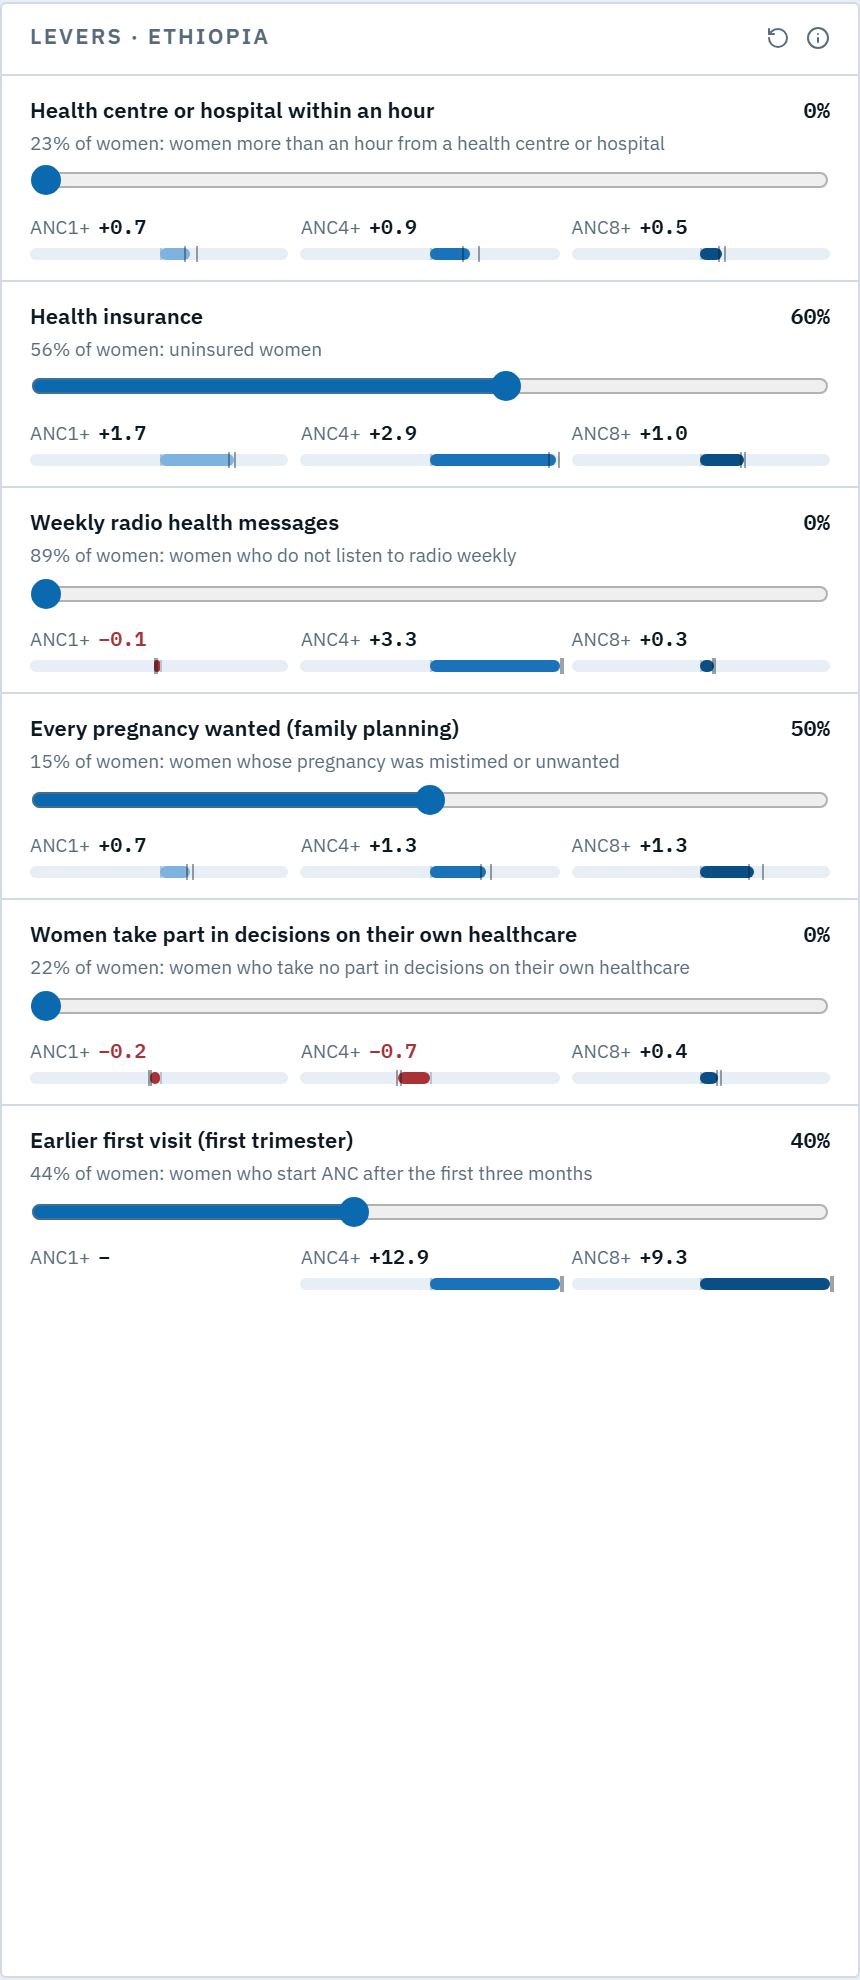 LEVERS · ETHIOPIA
Health centre or hospital within an hour 0%
23% of women: women more than an hour from a health centre or hospital
ANC1+ +0.7 ANC4+ +0.9 ANC8+ +0.5
Health insurance 60%
56% of women: uninsured women
ANC1+ +1.7 ANC4+ +2.9 ANC8+ +1.0
Weekly radio health messages 0%
89% of women: women who do not listen to radio weekly
ANC1+ −0.1 ANC4+ +3.3 ANC8+ +0.3
Every pregnancy wanted (family planning) 50%
15% of women: women whose pregnancy was mistimed or unwanted
ANC1+ +0.7 ANC4+ +1.3 ANC8+ +1.3
Women take part in decisions on their own healthcare 0%
22% of women: women who take no part in decisions on their own healthcare
ANC1+ −0.2 ANC4+ −0.7 ANC8+ +0.4
Earlier first visit (first trimester) 40%
44% of women: women who start ANC after the first three months
ANC1+ – ANC4+ +12.9 ANC8+ +9.3